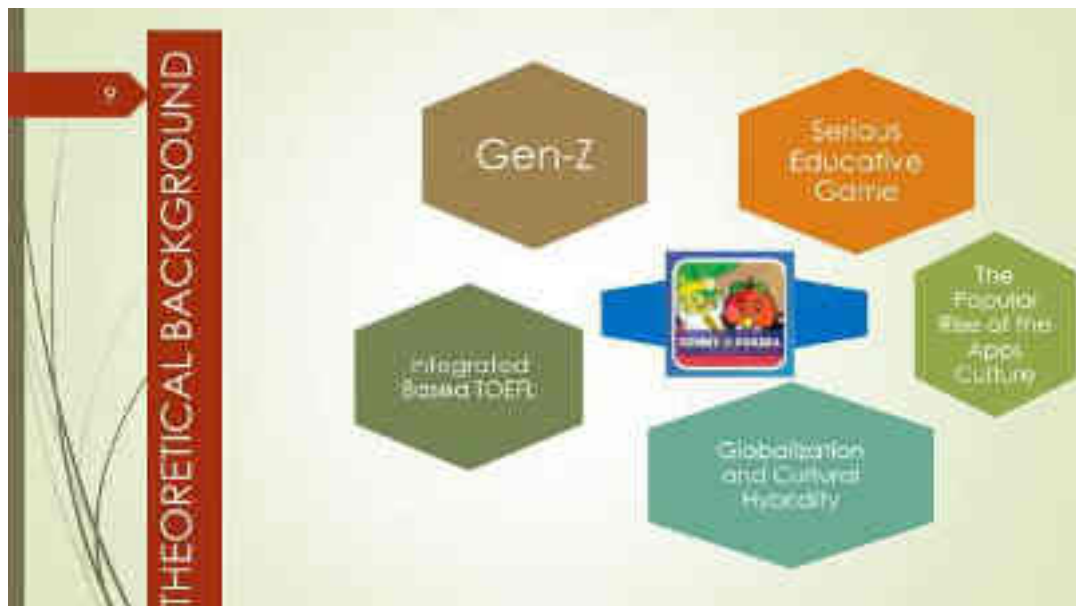 9
THEORETICAL BACKGROUND
Gen-Z
Serious
Educative
Game
The
Popular
Rise of the
Apps
Culture
Integrated
Based TOEFL
Globalization
and Cultural
Hybridity